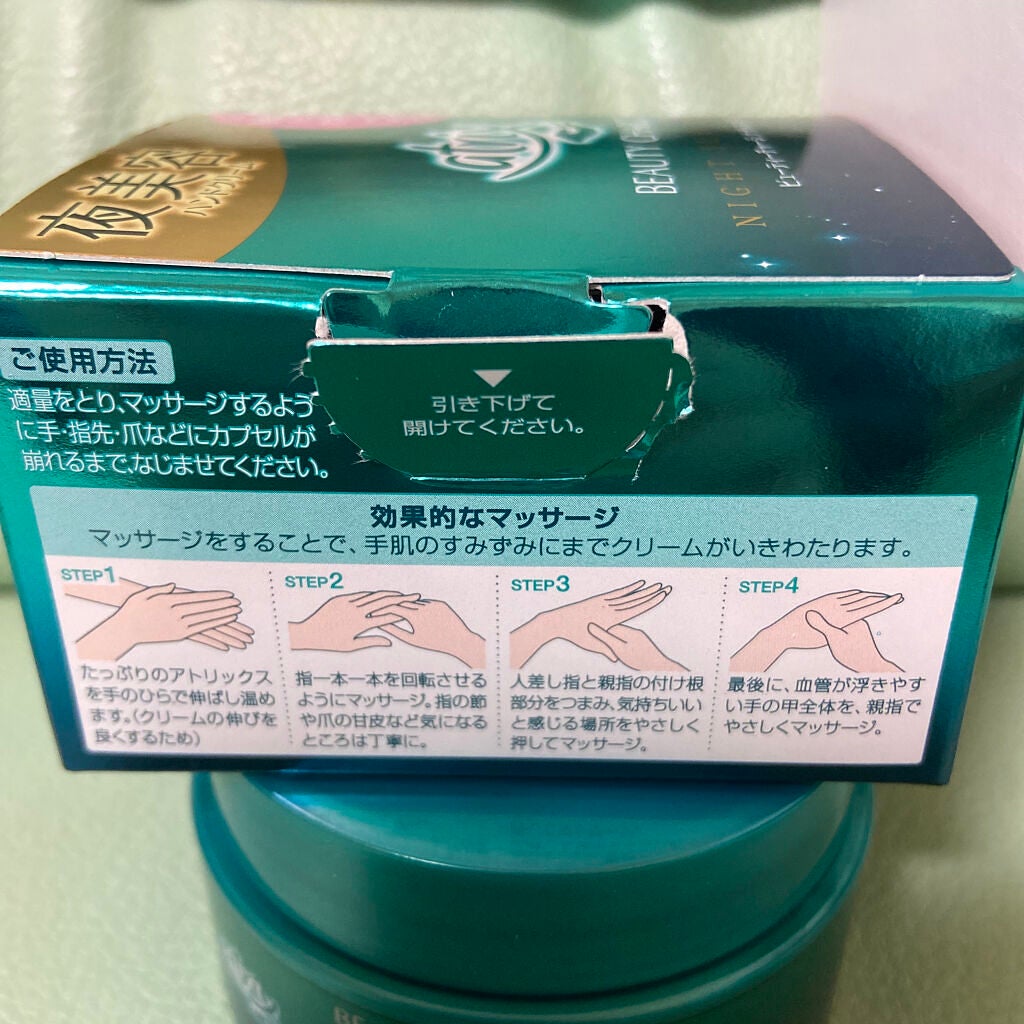 夜美容
ハンドクリーム
atrix
BEAUTY
NIGHT
ご使用方法
適量をとり、マッサージするよう
に手・指先・爪などにカプセルが
崩れるまで、なじませてください。
引き下げて
開けてください。
効果的なマッサージ
マッサージをすることで、手肌のすみずみにまでクリームがいきわたります。
STEP1
たっぷりのアトリックス
を手のひらで伸ばし温め
ます。(クリームの伸びを
良くするため)
STEP2
指一本一本を回転させる
ようにマッサージ。指の節
や爪の甘皮など気になる
ところは丁寧に。
STEP3
人差し指と親指の付け根
部分をつまみ、気持ちいい
と感じる場所をやさしく
押してマッサージ。
STEP4
最後に、血管が浮きやす
い手の甲全体を、親指で
やさしくマッサージ。